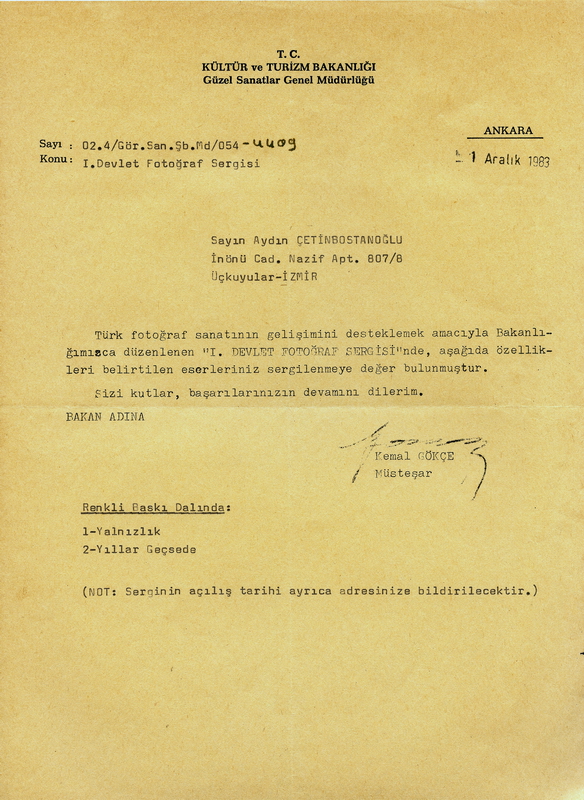 T. C.
KÜLTÜR ve TURİZM BAKANLIĞI
Güzel Sanatlar Genel Müdürlüğü
ANKARA
Sayı : 02.4/Gör.San.Şb.Md/054-4409
Konu : I.Devlet Fotoğraf Sergisi
1 Aralık 1983
Sayın Aydın ÇETİNBOSTANOĞLU
İnönü Cad. Nazif Apt. 807/8
Üçkuyular-İZMİR
Türk fotoğraf sanatının gelişimini desteklemek amacıyla Bakanlı-
ğımızca düzenlenen "I. DEVLET FOTOĞRAF SERGİSİ"nde, aşağıda özellik-
leri belirtilen eserleriniz sergilenmeye değer bulunmuştur.
Sizi kutlar, başarılarınızın devamını dilerim.
BAKAN ADINA
Kemal GÖKÇE
Müsteşar
Renkli Baskı Dalında:
1-Yalnızlık
2-Yıllar Geçsede
(NOT: Serginin açılış tarihi ayrıca adresinize bildirilecektir.)